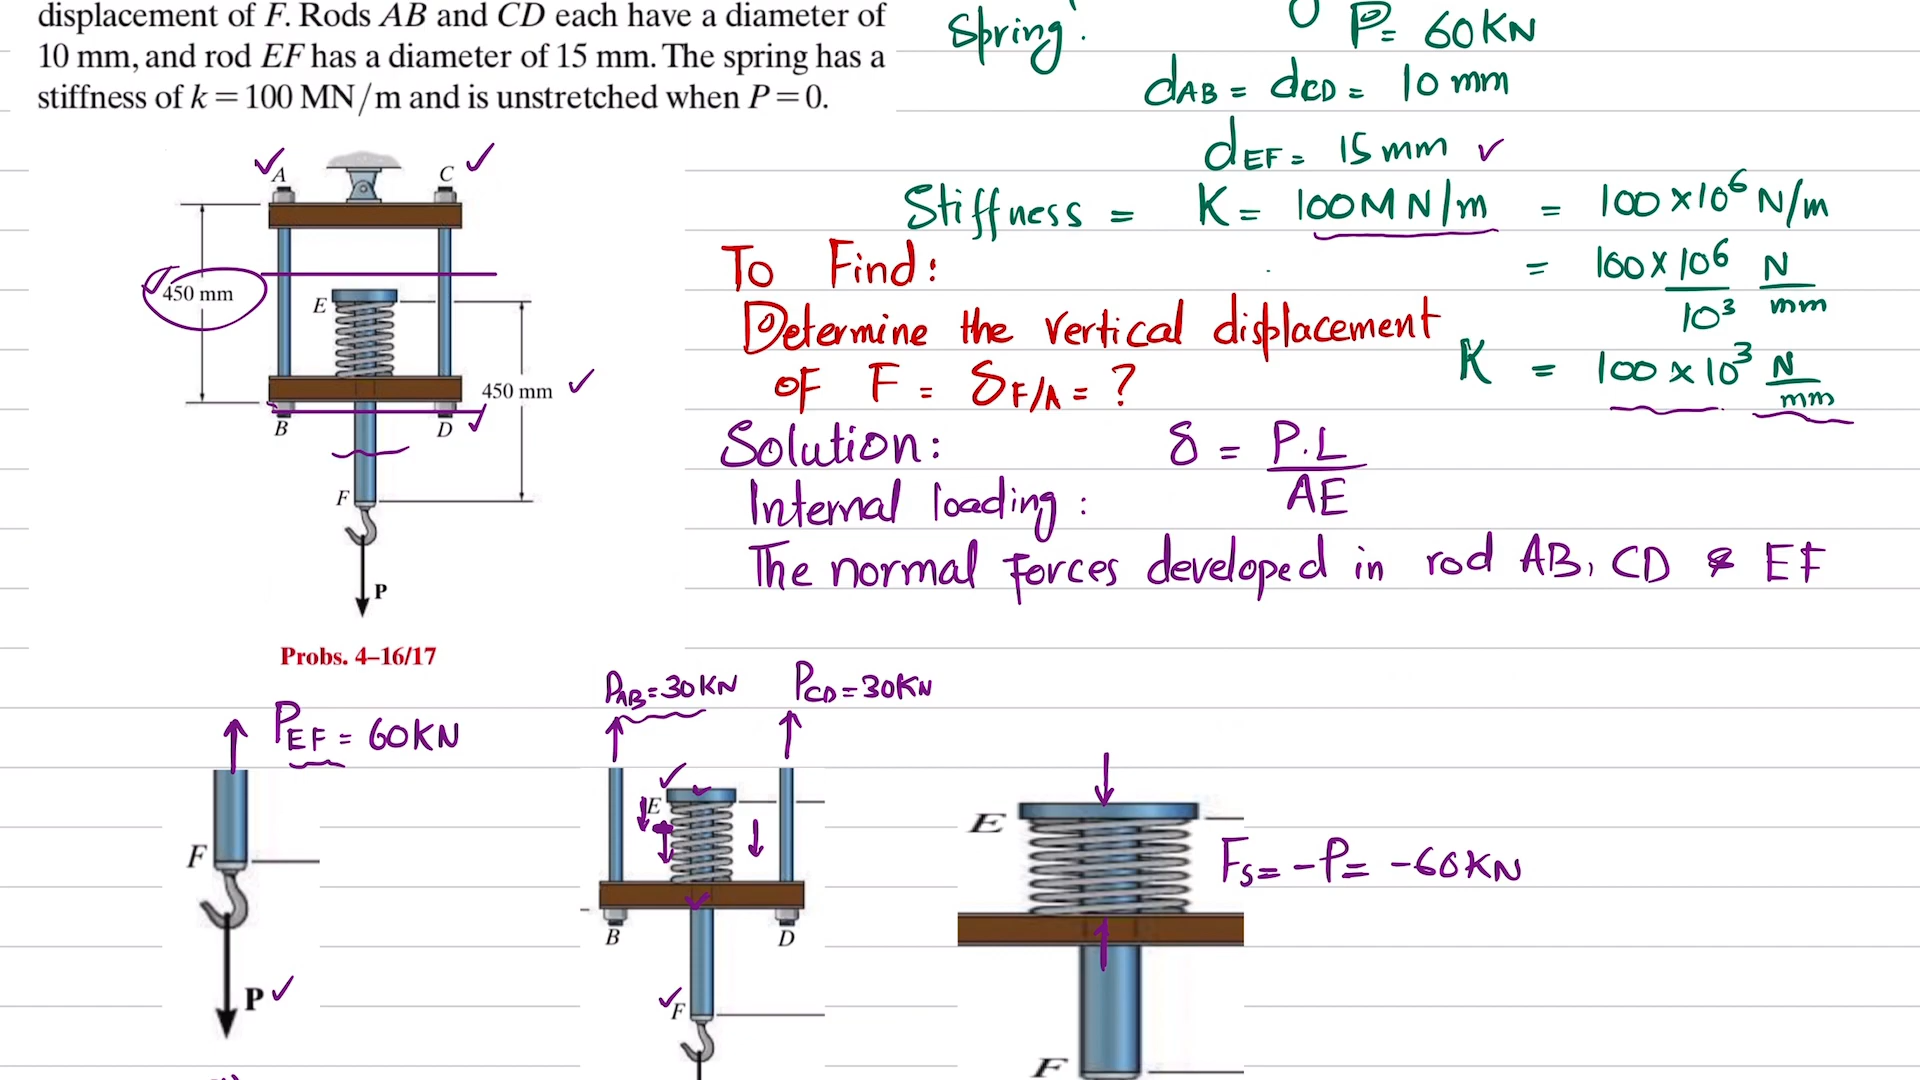 displacement of F. Rods AB and CD each have a diameter of
10 mm, and rod EF has a diameter of 15 mm. The spring has a
stiffness of k = 100 MN/m and is unstretched when P = 0.
Spring:
P = 60KN
dAB = dCD = 10 mm
dEF = 15 mm ✓
Stiffness = K = 100MN/m = 100 x 10⁶ N/m
= 100 x 10⁶ / 10³ N/mm
K = 100 x 10³ N/mm
To Find:
Determine the vertical displacement
of F = δF/A = ?
Solution: δ = P.L / AE
Internal loading:
The normal forces developed in rod AB, CD & EF
A
C
450 mm
E
450 mm
B
D
F
P
Probs. 4–16/17
PEF = 60KN
F
P
PAB = 30KN
PCD = 30KN
E
B
D
F
E
Fs = -P = -60KN
F